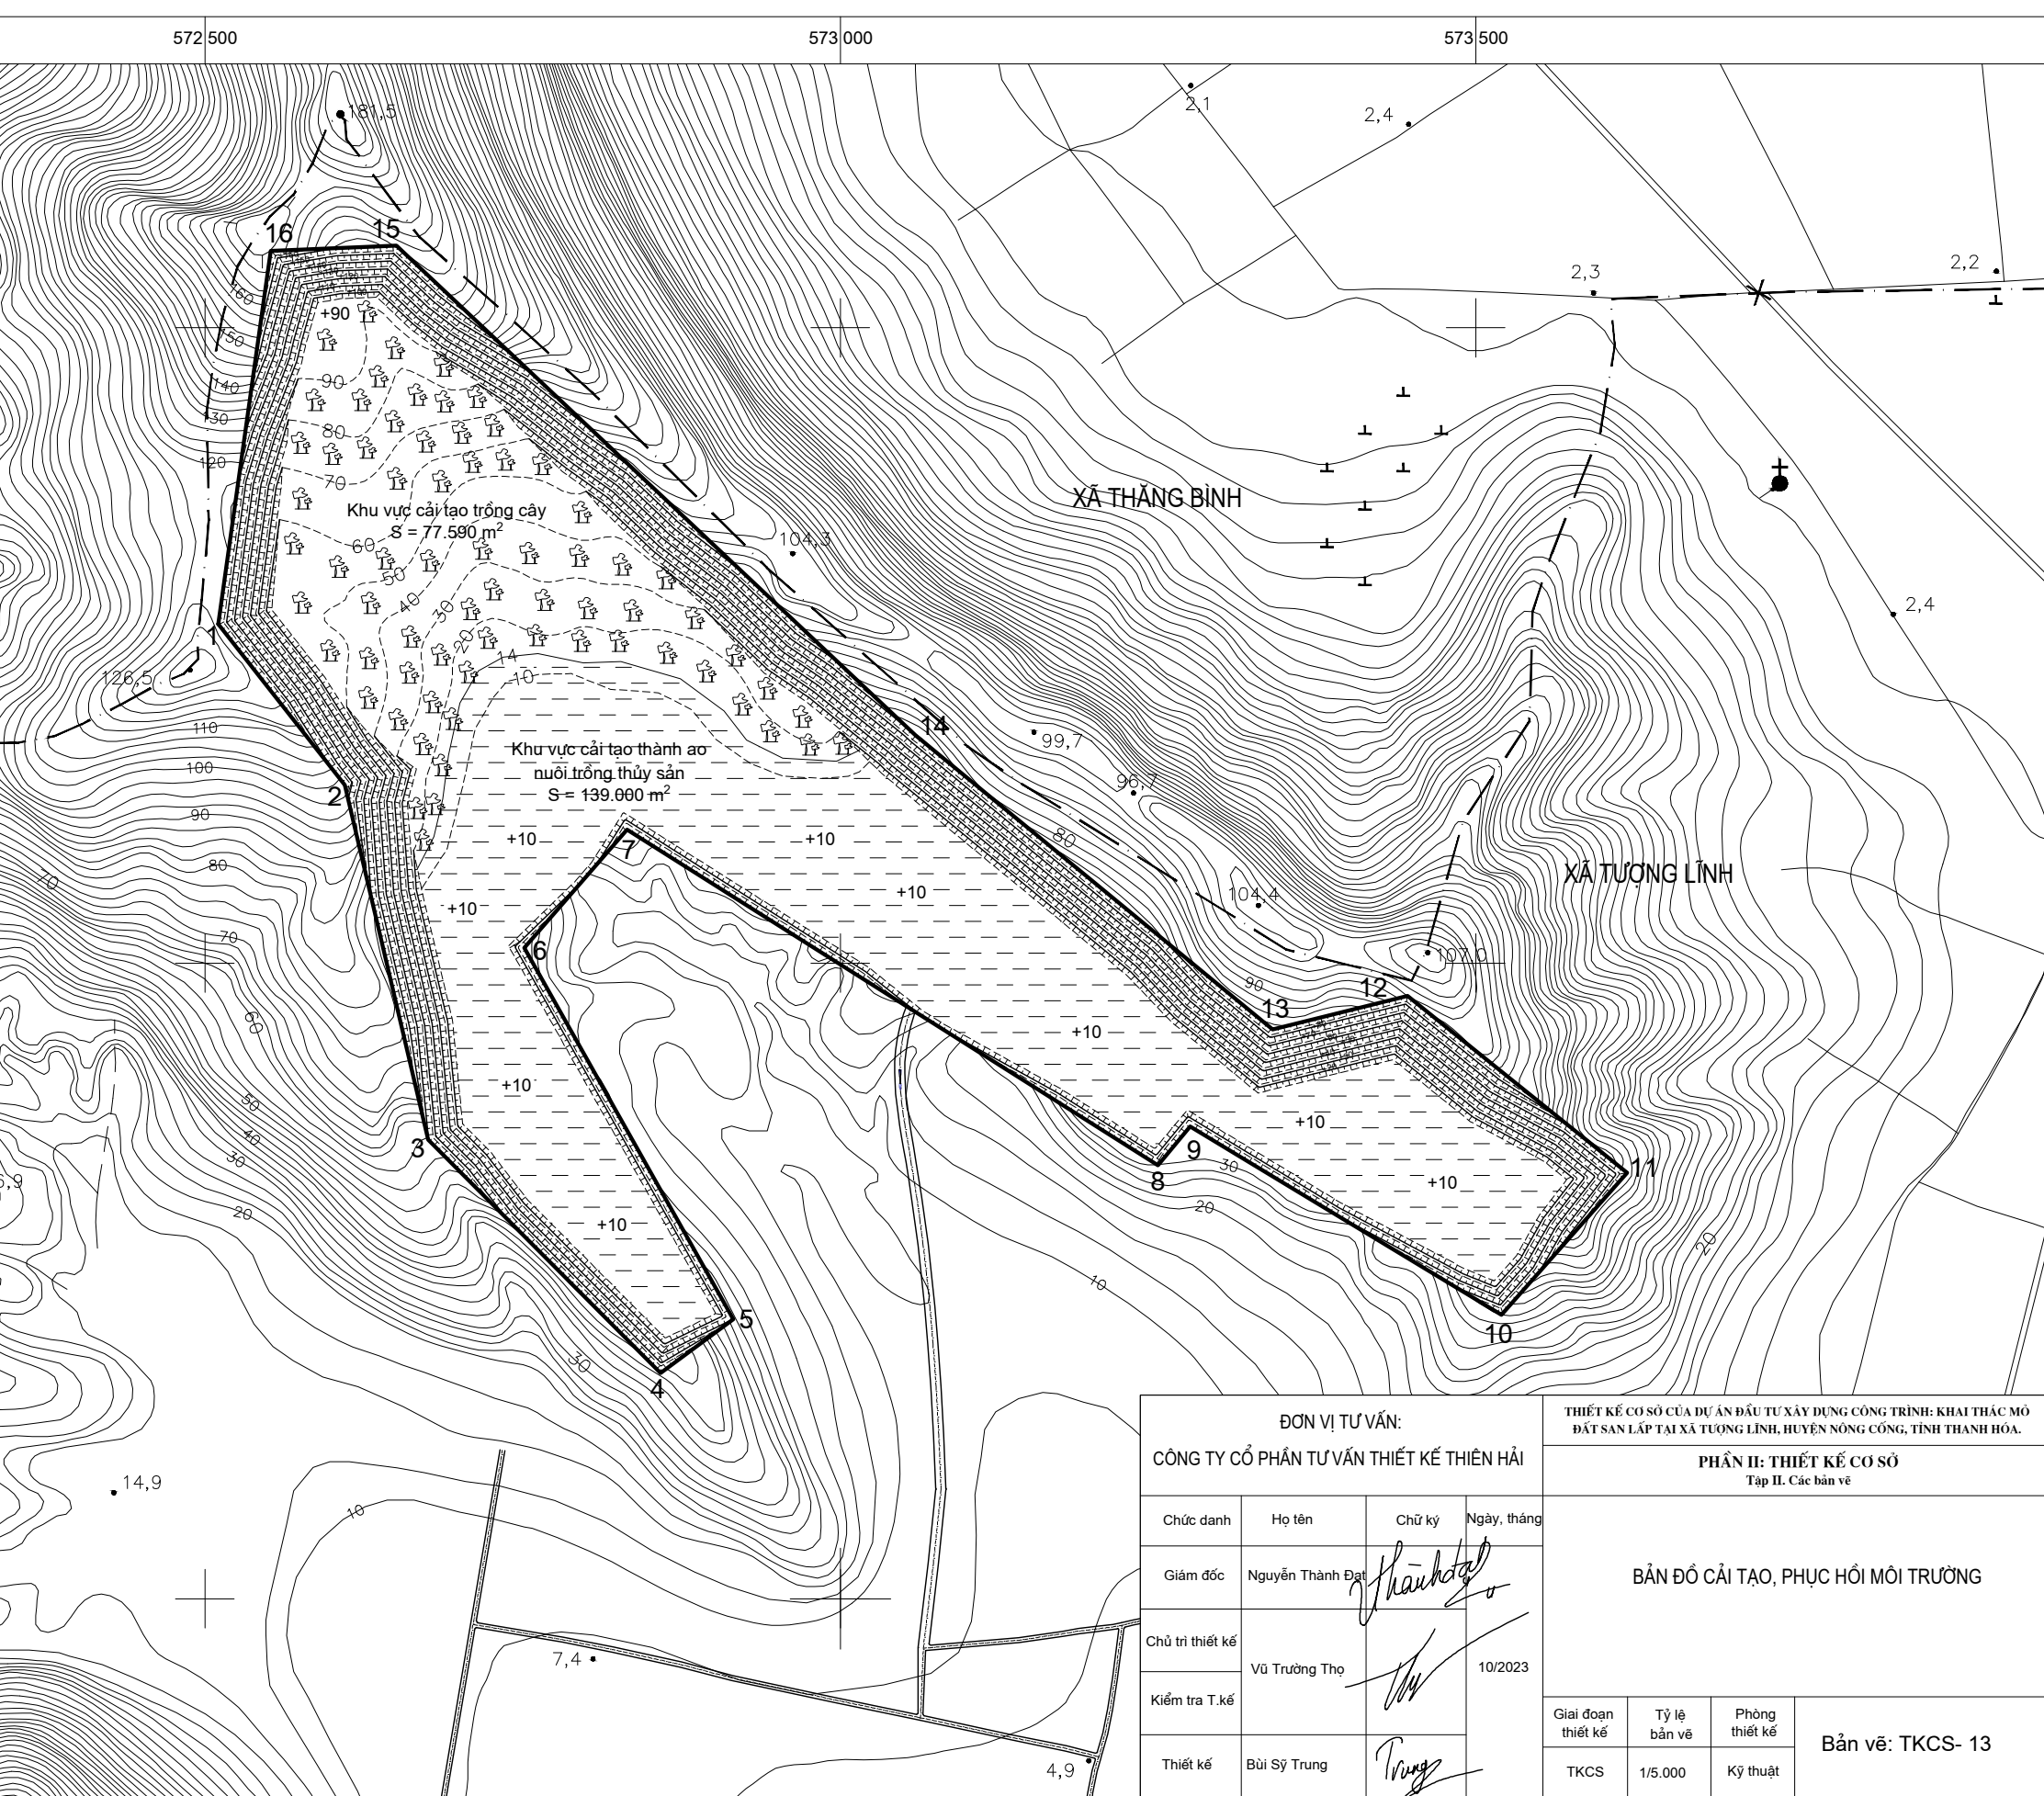 572 500
573 000
573 500
181,5
2,1
2,4
16
15
2,3
2,2
160
+90
150
140
90
130
80
120
70
XÃ THĂNG BÌNH
Khu vực cải tạo trồng cây
S = 77.590 m²
104,3
60
50
40
30
20
2,4
1
14
10
126,5
110
14
99,7
Khu vực cải tạo thành ao
nuôi trồng thủy sản
S = 139.000 m²
100
96,7
2
90
+10
+10
80
7
80
XÃ TƯỢNG LĨNH
70
+10
104,4
+10
70
6
107,0
90
12
13
60
+10
+10
50
+10
40
3
30
9
30
11
8
+10
6,9
20
20
+10
20
10
5
10
30
4
14,9
10
7,4
4,9
ĐƠN VỊ TƯ VẤN:
CÔNG TY CỔ PHẦN TƯ VẤN THIẾT KẾ THIÊN HẢI
THIẾT KẾ CƠ SỞ CỦA DỰ ÁN ĐẦU TƯ XÂY DỰNG CÔNG TRÌNH: KHAI THÁC MỎ
ĐẤT SAN LẤP TẠI XÃ TƯỢNG LĨNH, HUYỆN NÔNG CỐNG, TỈNH THANH HÓA.
PHẦN II: THIẾT KẾ CƠ SỞ
Tập II. Các bản vẽ
Chức danh
Họ tên
Chữ ký
Ngày, tháng
Giám đốc
Nguyễn Thành Đạt
Thành đạt
BẢN ĐỒ CẢI TẠO, PHỤC HỒI MÔI TRƯỜNG
Chủ trì thiết kế
Vũ Trường Thọ
10/2023
Kiểm tra T.kế
Thiết kế
Bùi Sỹ Trung
Trung
Giai đoạn
thiết kế
Tỷ lệ
bản vẽ
Phòng
thiết kế
Bản vẽ: TKCS- 13
TKCS
1/5.000
Kỹ thuật